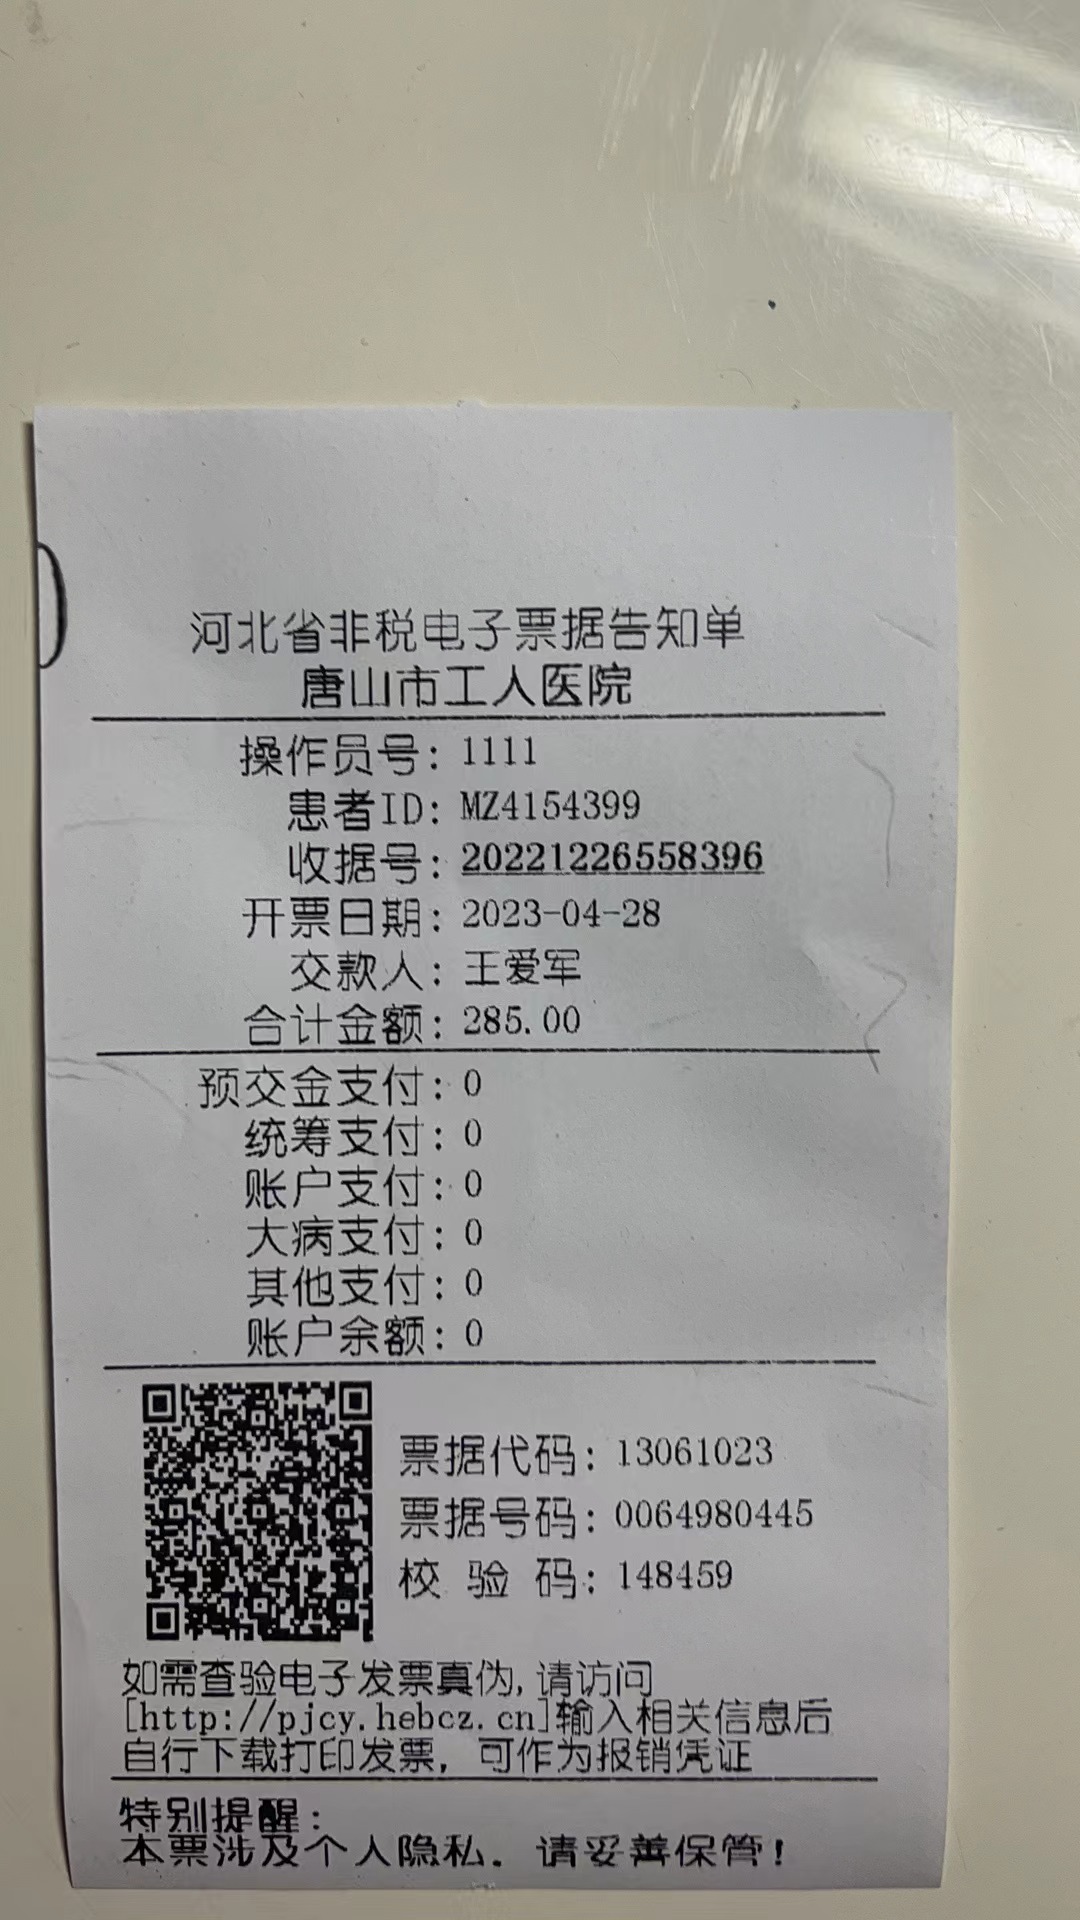 河北省非税电子票据告知单
唐山市工人医院
操作员号: 1111
患者ID: MZ4154399
收据号: 20221226558396
开票日期: 2023-04-28
交款人: 王爱军
合计金额: 285.00
预交金支付: 0
统筹支付: 0
账户支付: 0
大病支付: 0
其他支付: 0
账户余额: 0
票据代码: 13061023
票据号码: 0064980445
校 验 码: 148459
如需查验电子发票真伪,请访问
[http://pjcy.hebcz.cn]输入相关信息后
自行下载打印发票, 可作为报销凭证
特别提醒:
本票涉及个人隐私. 请妥善保管!